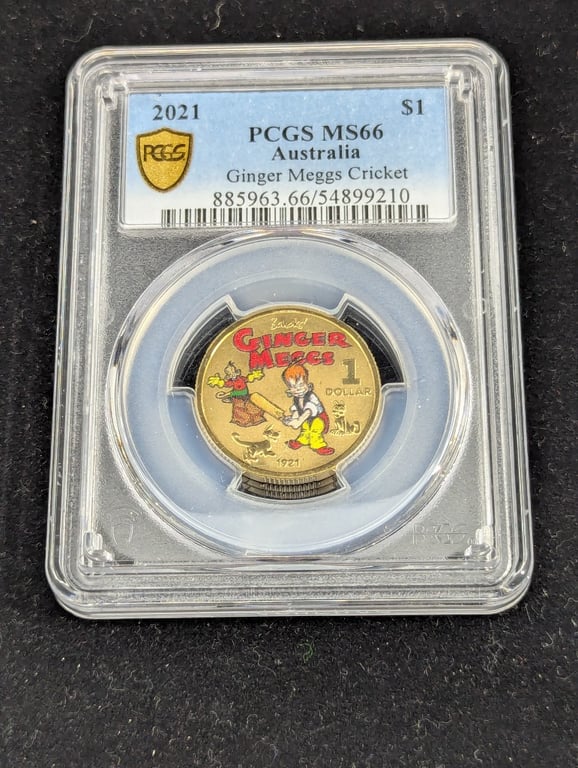 2021
$1
PCGS
PCGS MS66
Australia
Ginger Meggs Cricket
885963.66/54899210
GINGER
MEGGS
1
DOLLAR
1921